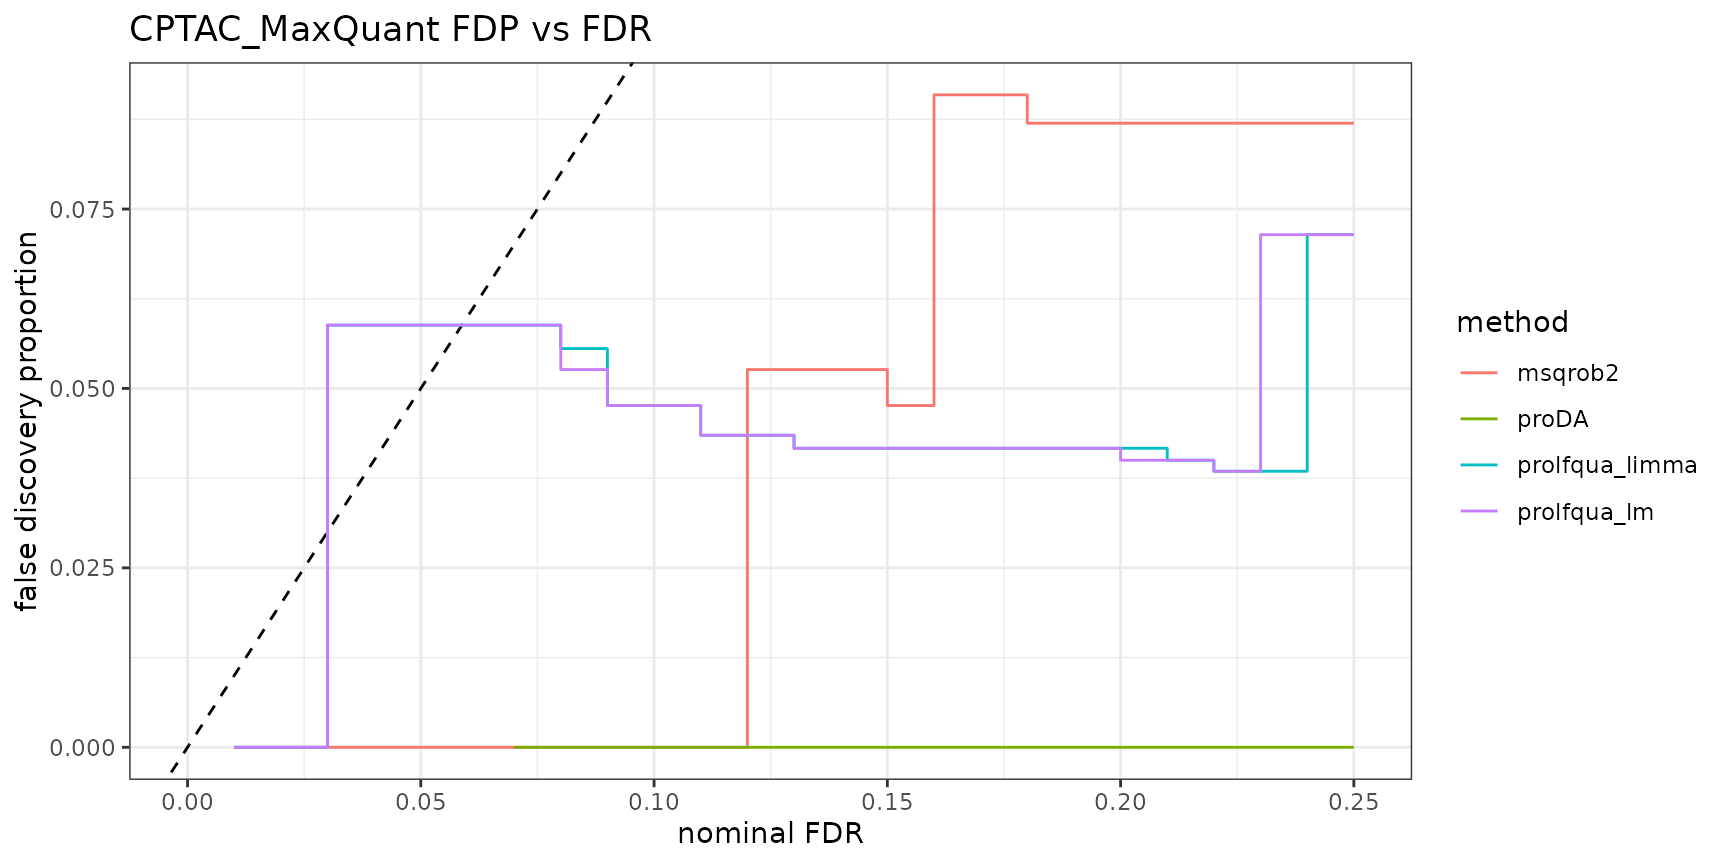 CPTAC_MaxQuant FDP vs FDR
false discovery proportion
0.075
0.050
0.025
0.000
0.00 0.05 0.10 0.15 0.20 0.25
nominal FDR
method
msqrob2
proDA
prolfqua_limma
prolfqua_lm